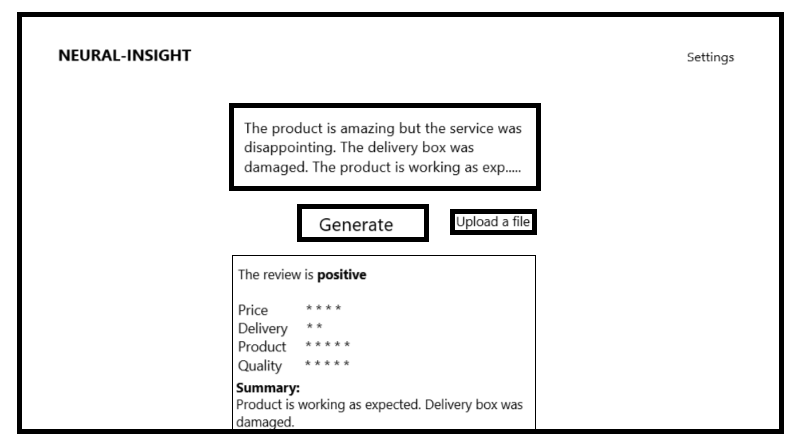 NEURAL-INSIGHT
Settings
The product is amazing but the service was
disappointing. The delivery box was
damaged. The product is working as exp.....
Generate
Upload a file
The review is positive
Price * * * *
Delivery * *
Product * * * * *
Quality * * * * *
Summary:
Product is working as expected. Delivery box was
damaged.